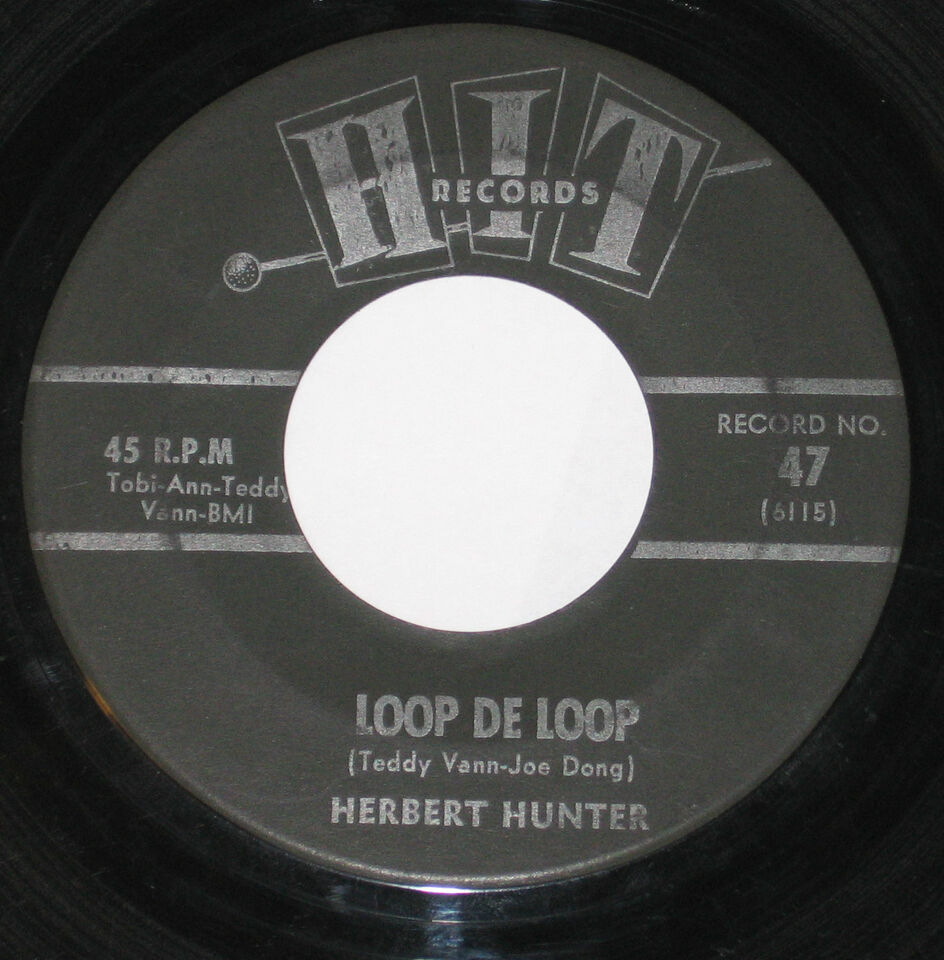 HIT
RECORDS
45 R.P.M
Tobi-Ann-Teddy
Vann-BMI
RECORD NO.
47
(6115)
LOOP DE LOOP
(Teddy Vann-Joe Dong)
HERBERT HUNTER